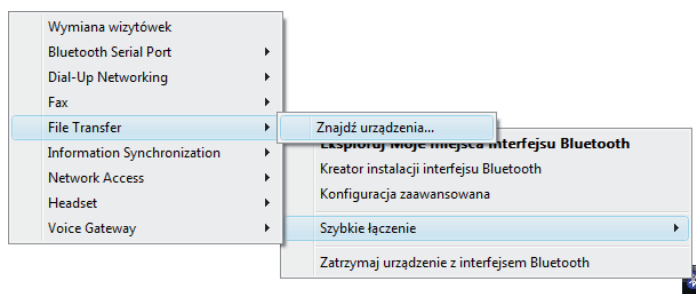 Wymiana wizytówek
Bluetooth Serial Port
Dial-Up Networking
Fax
File Transfer
Information Synchronization
Network Access
Headset
Voice Gateway
Znajdź urządzenia...
Eksploruj Moje miejsca interfejsu Bluetooth
Kreator instalacji interfejsu Bluetooth
Konfiguracja zaawansowana
Szybkie łączenie
Zatrzymaj urządzenie z interfejsem Bluetooth